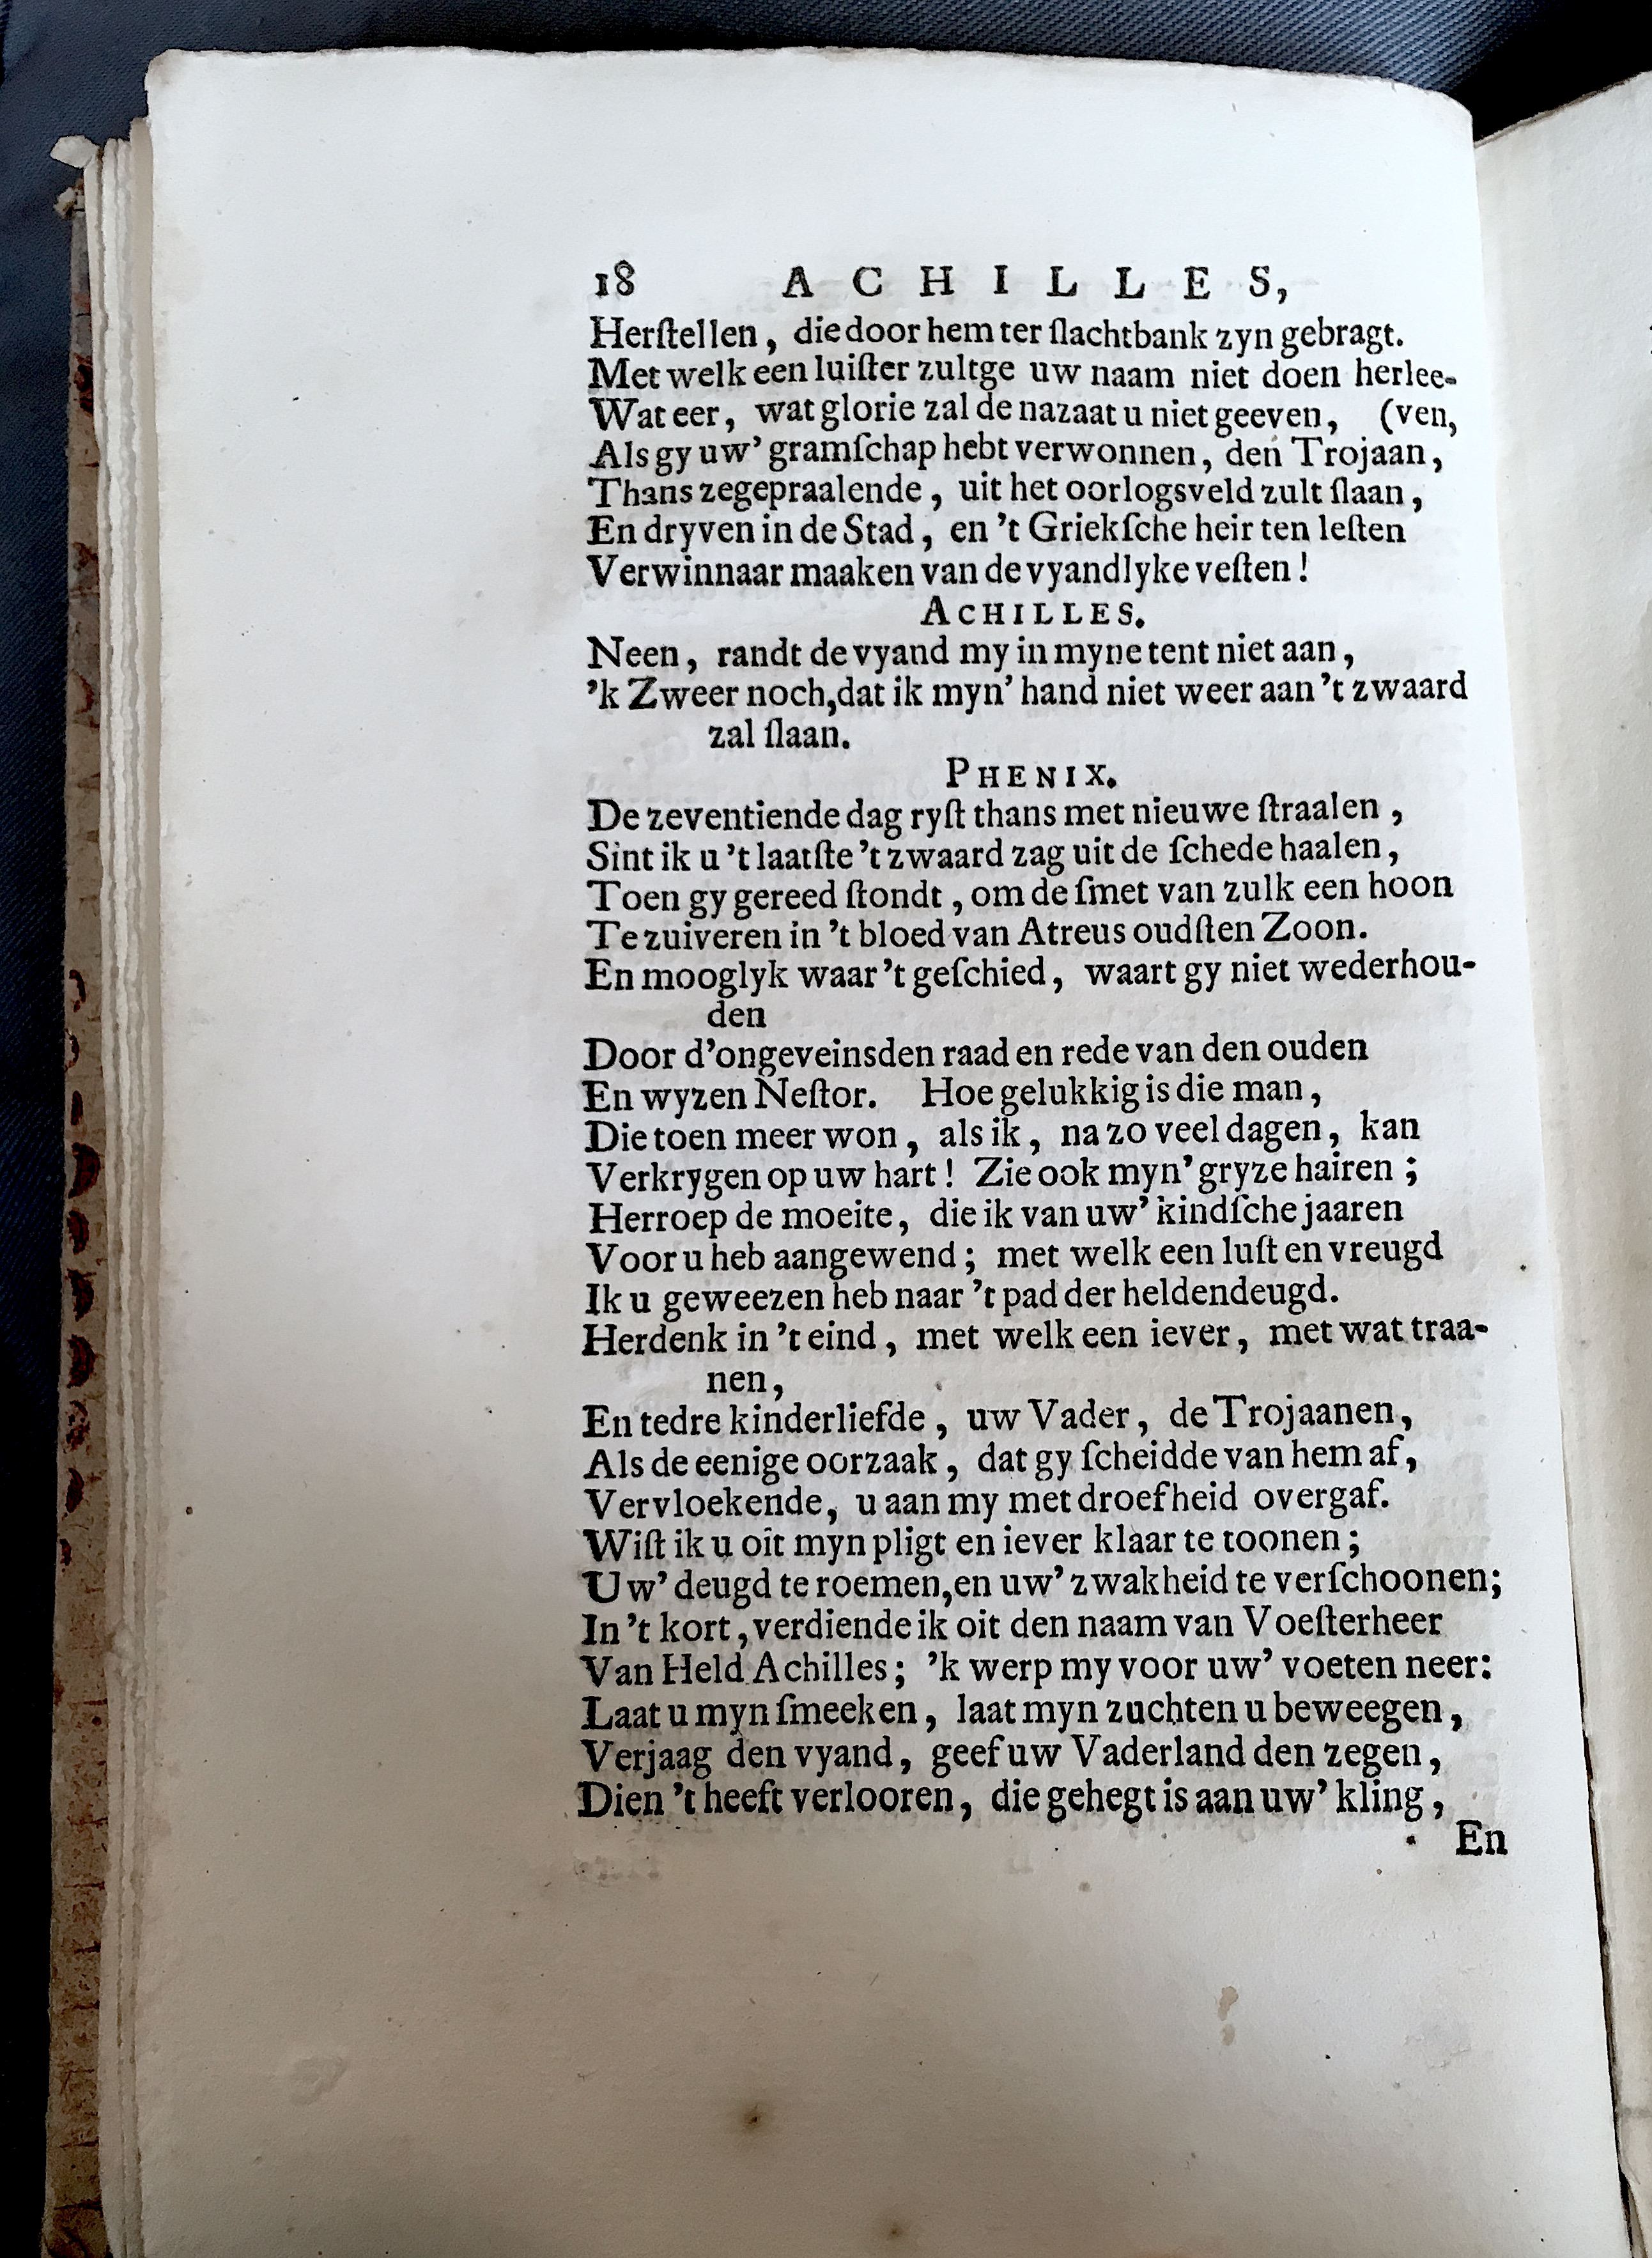 18 ACHILLES,
Herſtellen, die door hem ter ſlachtbank zyn gebragt.
Met welk een luiſter zultge uw naam niet doen herlee-
Wat eer, wat glorie zal de nazaat u niet geeven, (ven,
Als gy uw’ gramſchap hebt verwonnen, den Trojaan,
Thans zegepraalende, uit het oorlogsveld zult ſlaan,
En dryven in de Stad, en ’t Griekſche heir ten leſten
Verwinnaar maaken van de vyandlyke veſten!
ACHILLES.
Neen, randt de vyand my in myne tent niet aan,
’k Zweer noch, dat ik myn’ hand niet weer aan ’t zwaard
zal ſlaan.
PHENIX.
De zeventiende dag ryſt thans met nieuwe ſtraalen,
Sint ik u ’t laatſte ’t zwaard zag uit de ſchede haalen,
Toen gy gereed ſtondt, om de ſmet van zulk een hoon
Te zuiveren in ’t bloed van Atreus oudſten Zoon.
En mooglyk waar ’t geſchied, waart gy niet wederhou-
den
Door d’ongeveinsden raad en rede van den ouden
En wyzen Neſtor. Hoe gelukkig is die man,
Die toen meer won, als ik, na zo veel dagen, kan
Verkrygen op uw hart! Zie ook myn’ gryze hairen;
Herroep de moeite, die ik van uw’ kindſche jaaren
Voor u heb aangewend; met welk een luſt en vreugd
Ik u geweezen heb naar ’t pad der heldendeugd.
Herdenk in ’t eind, met welk een iever, met wat traa-
nen,
En tedre kinderliefde, uw Vader, de Trojaanen,
Als de eenige oorzaak, dat gy ſcheidde van hem af,
Vervloekende, u aan my met droefheid overgaf.
Wiſt ik u oit myn pligt en iever klaar te toonen;
Uw’ deugd te roemen, en uw’ zwakheid te verſchoonen;
In ’t kort, verdiende ik oit den naam van Voeſterheer
Van Held Achilles; ’k werp my voor uw’ voeten neer:
Laat u myn ſmeeken, laat myn zuchten u beweegen,
Verjaag den vyand, geef uw Vaderland den zegen,
Dien ’t heeft verlooren, die gehegt is aan uw’ kling,
En